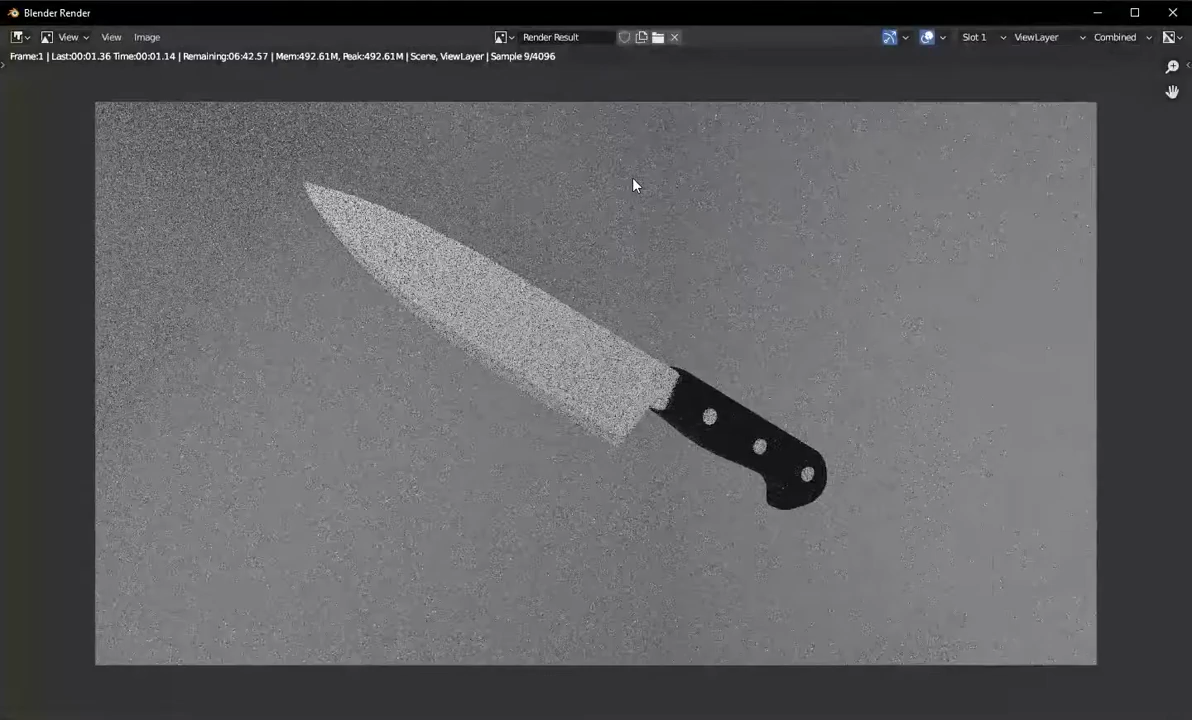 Blender Render
View View Image Render Result Slot 1 ViewLayer Combined
Frame:1 | Last:00:01.36 Time:00:01.14 | Remaining:06:42.57 | Mem:492.61M, Peak:492.61M | Scene, ViewLayer | Sample 9/4096